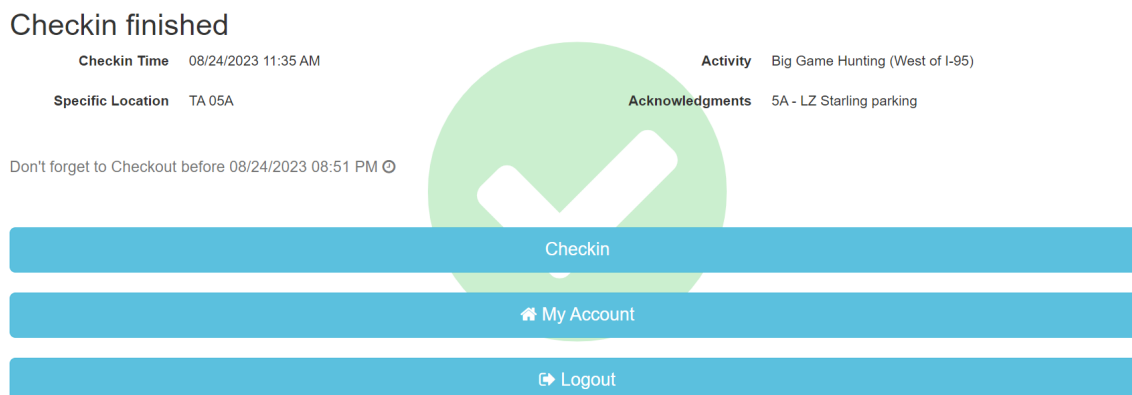 Checkin finished
Checkin Time 08/24/2023 11:35 AM Activity Big Game Hunting (West of I-95)
Specific Location TA 05A Acknowledgments 5A - LZ Starling parking
Don't forget to Checkout before 08/24/2023 08:51 PM
Checkin
My Account
Logout